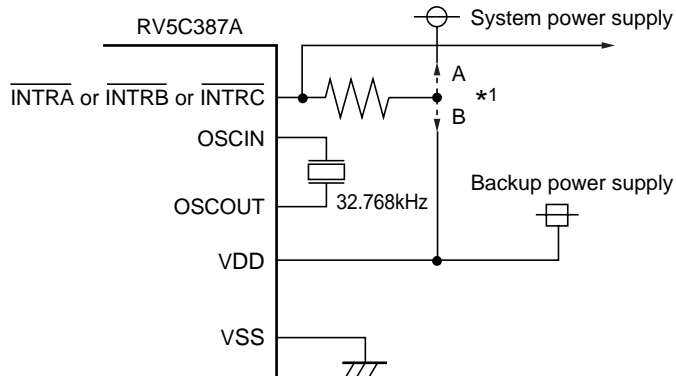 System power supply
RV5C387A
A
INTRA or INTRB or INTRC
*1
B
OSCIN
Backup power supply
OSCOUT
32.768kHz
VDD
VSS